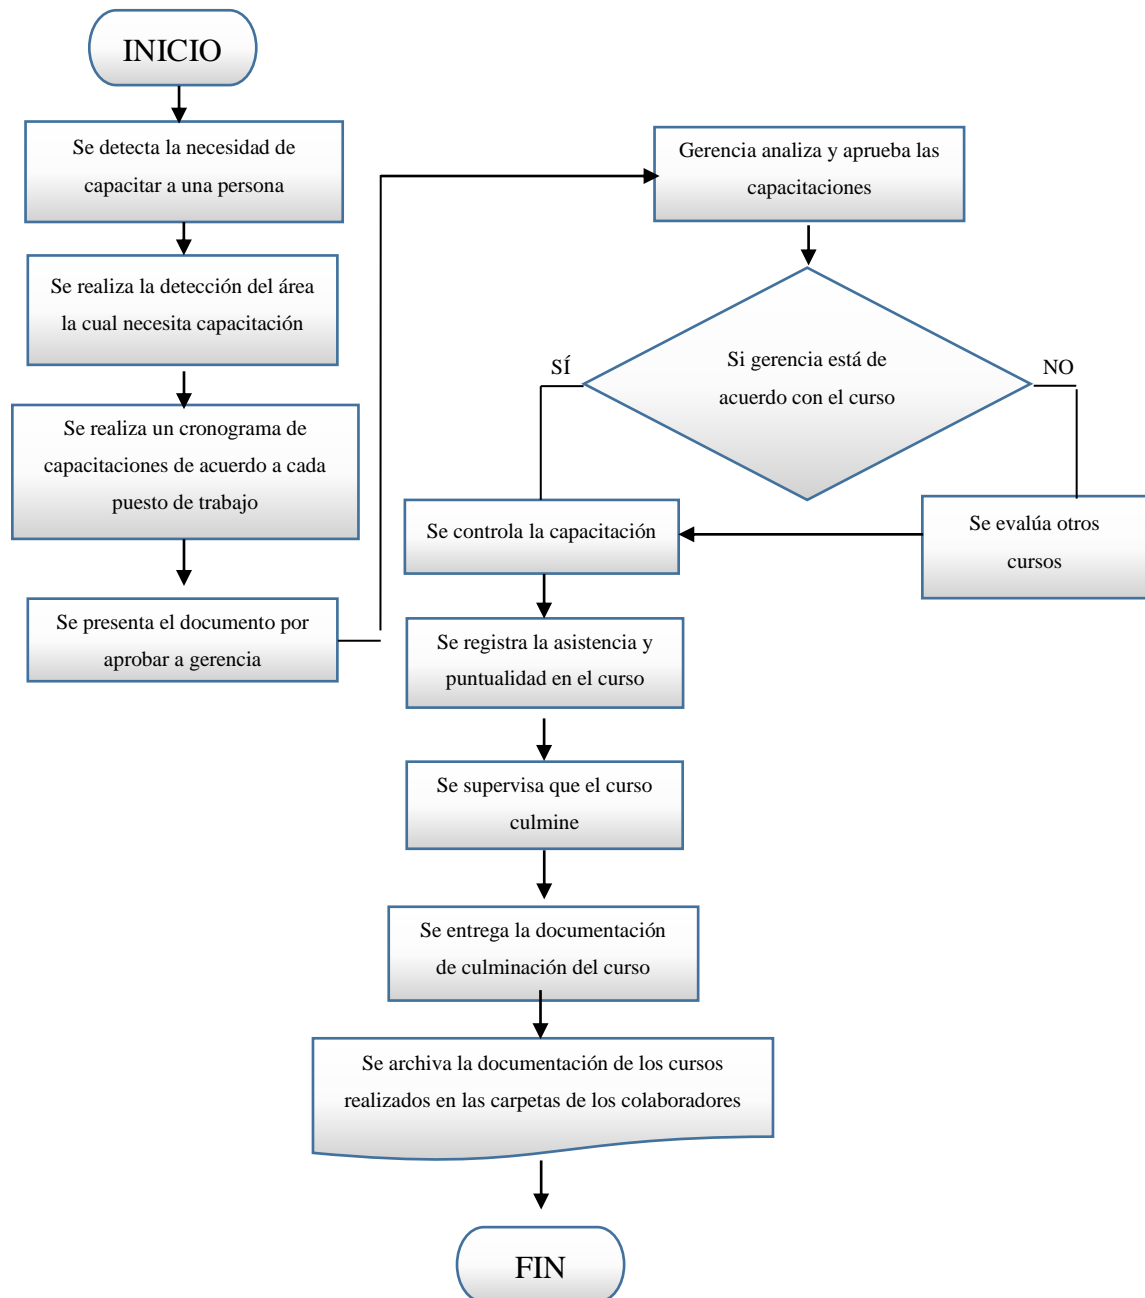 INICIO
Se detecta la necesidad de
capacitar a una persona
Se realiza la detección del área
la cual necesita capacitación
Se realiza un cronograma de
capacitaciones de acuerdo a cada
puesto de trabajo
Se presenta el documento por
aprobar a gerencia
Gerencia analiza y aprueba las
capacitaciones
Si gerencia está de
acuerdo con el curso
SÍ
NO
Se evalúa otros
cursos
Se controla la capacitación
Se registra la asistencia y
puntualidad en el curso
Se supervisa que el curso
culmine
Se entrega la documentación
de culminación del curso
Se archiva la documentación de los cursos
realizados en las carpetas de los colaboradores
FIN